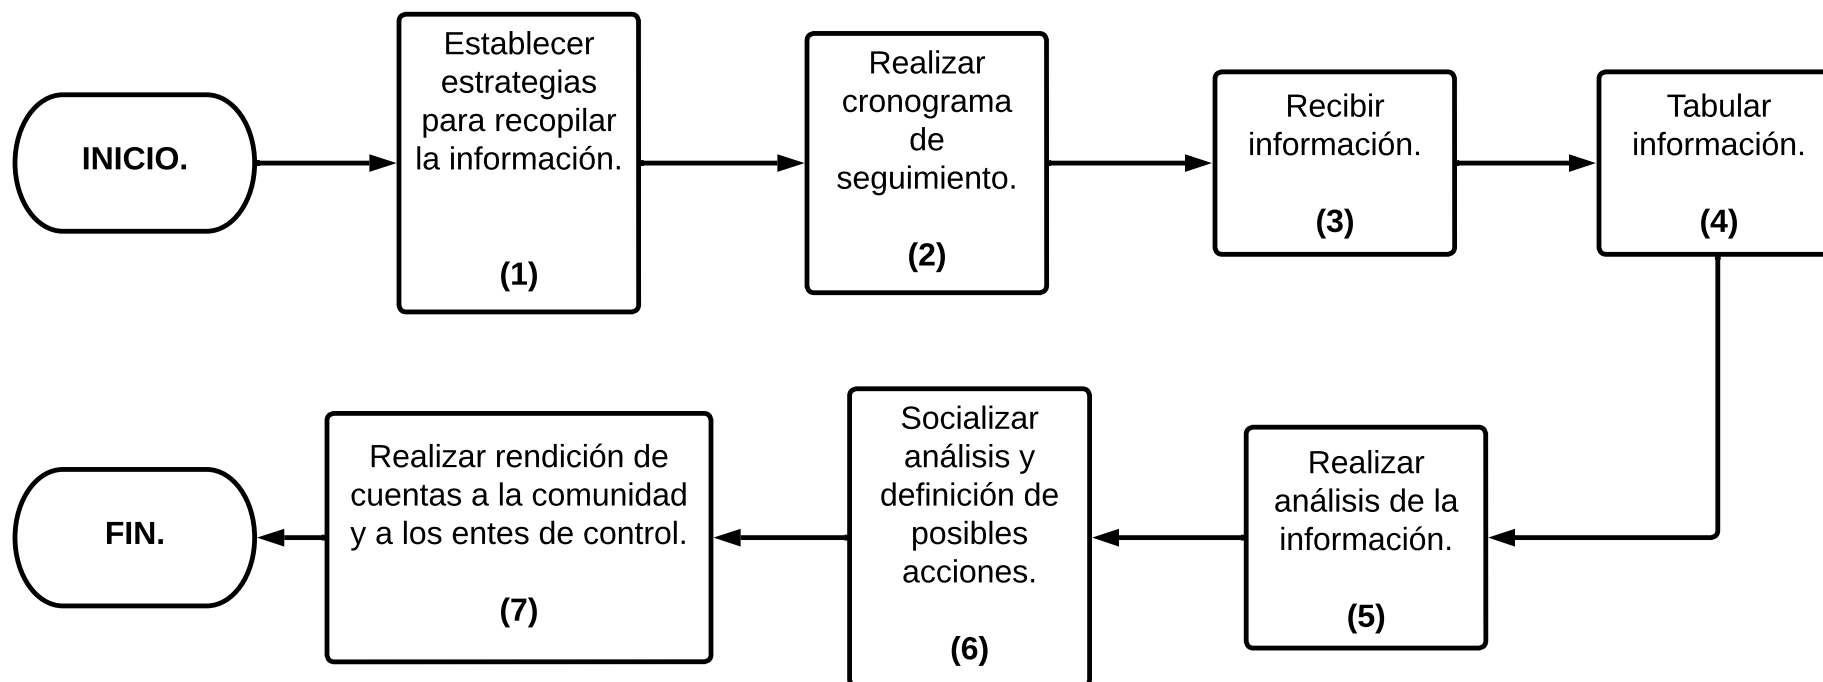 INICIO.
Establecer
estrategias
para recopilar
la información.
(1)
Realizar
cronograma
de
seguimiento.
(2)
Recibir
información.
(3)
Tabular
información.
(4)
Realizar
análisis de la
información.
(5)
Socializar
análisis y
definición de
posibles
acciones.
(6)
Realizar rendición de
cuentas a la comunidad
y a los entes de control.
(7)
FIN.